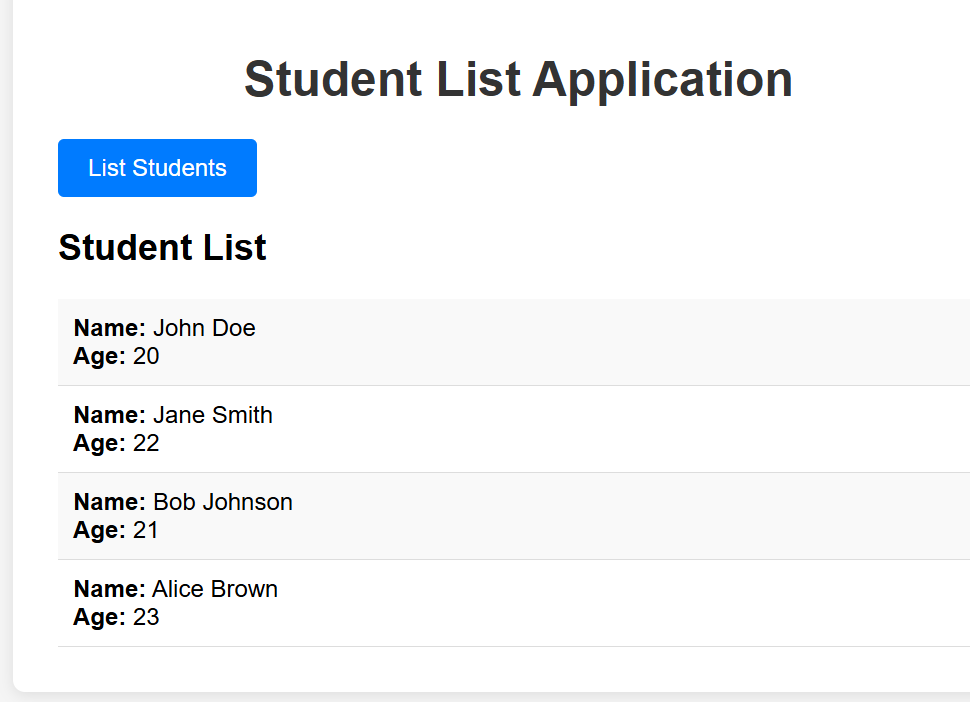 Student List Application
List Students
Student List
Name: John Doe
Age: 20
Name: Jane Smith
Age: 22
Name: Bob Johnson
Age: 21
Name: Alice Brown
Age: 23